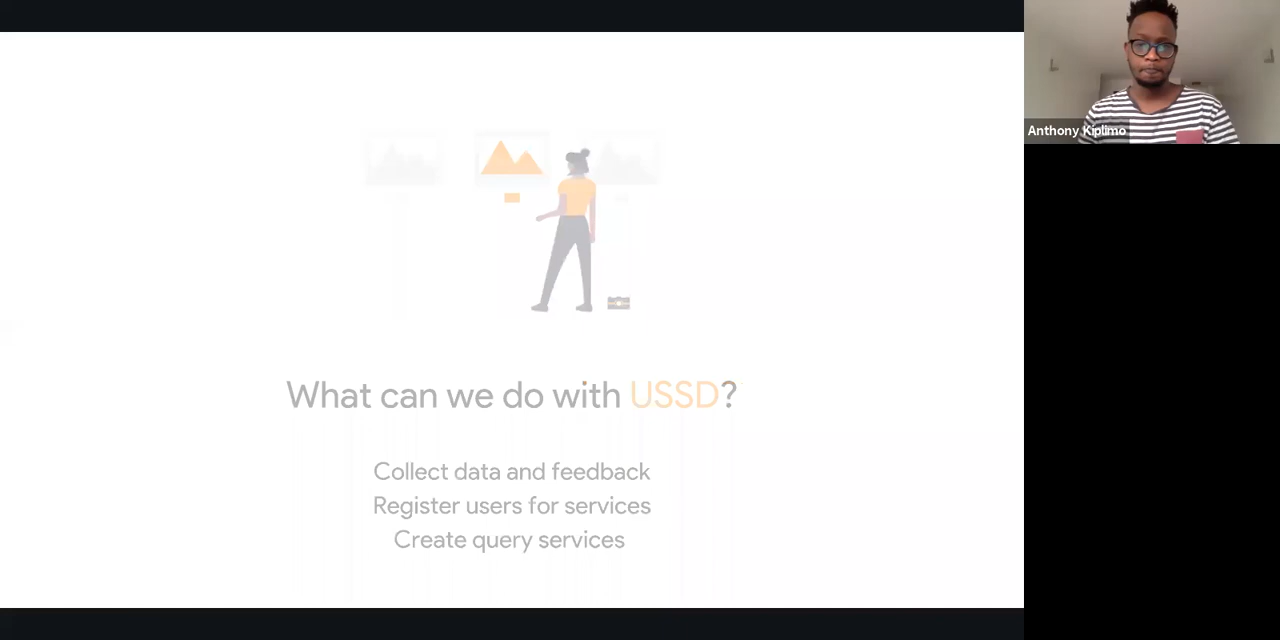 Anthony Kiplimo
What can we do with USSD?
Collect data and feedback
Register users for services
Create query services